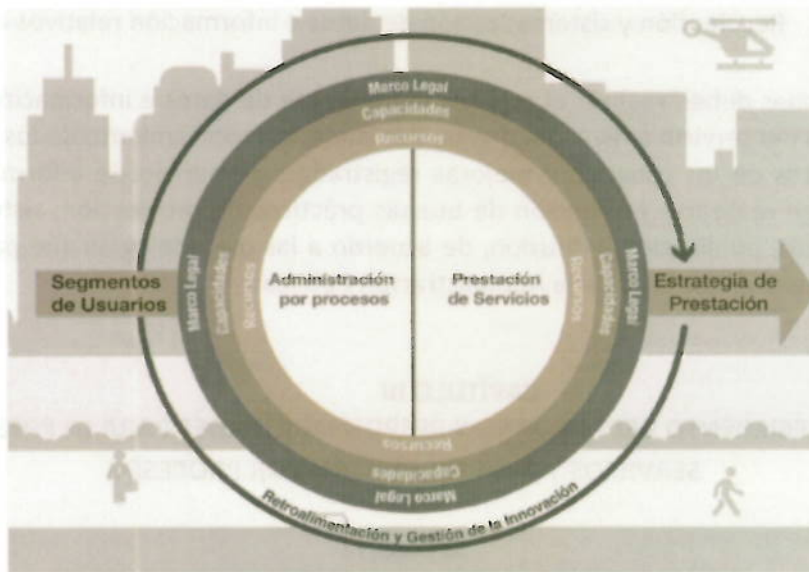 Marco Legal
Capacidades
Recursos
Segmentos
de Usuarios
Marco Legal
Capacidades
Recursos
Administración
por procesos
Prestación
de Servicios
Recursos
Capacidades
Marco Legal
Estrategia de
Prestación
Recursos
Capacidades
Marco Legal
Retroalimentación y Gestión de la Innovación